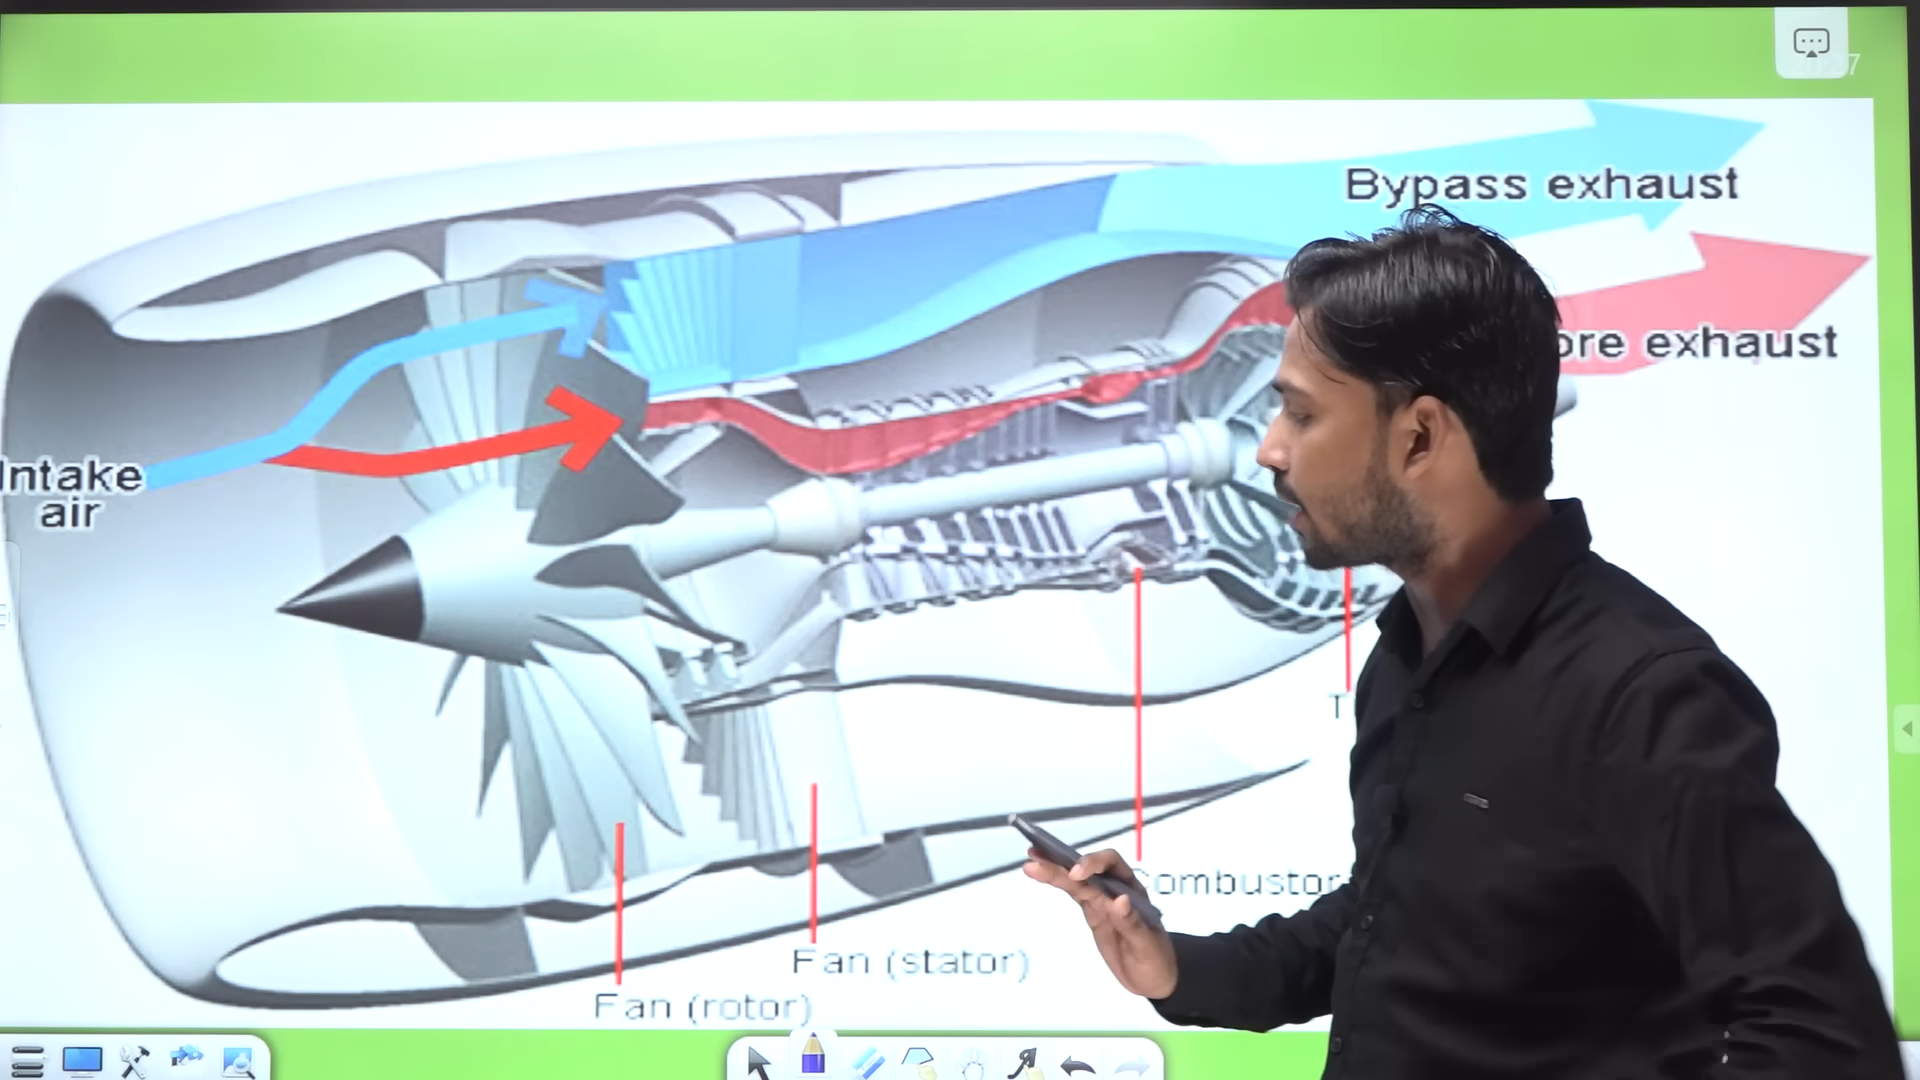 Bypass exhaust
ore exhaust
Intake
air
T
Combustor
Fan (stator)
Fan (rotor)